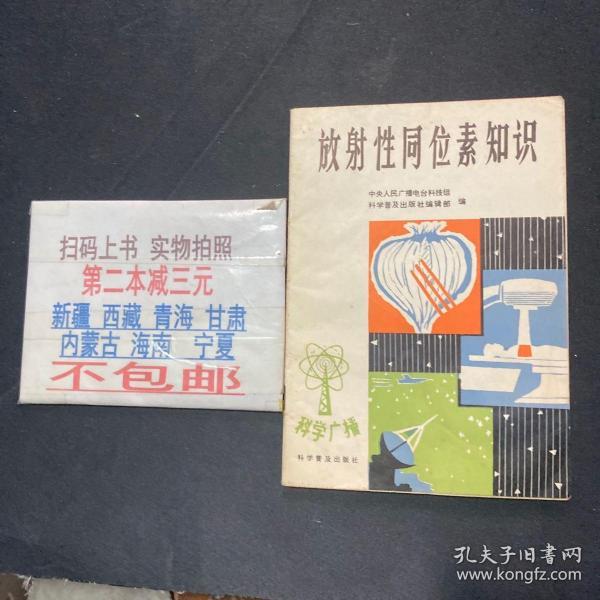 扫码上书 实物拍照
第二本减三元
新疆 西藏 青海 甘肃
内蒙古 海南 宁夏
不包邮
放射性同位素知识
中央人民广播电台科技组
科学普及出版社编辑部 编
科学广播
科学普及出版社
孔夫子旧书网
www.kongfz.com